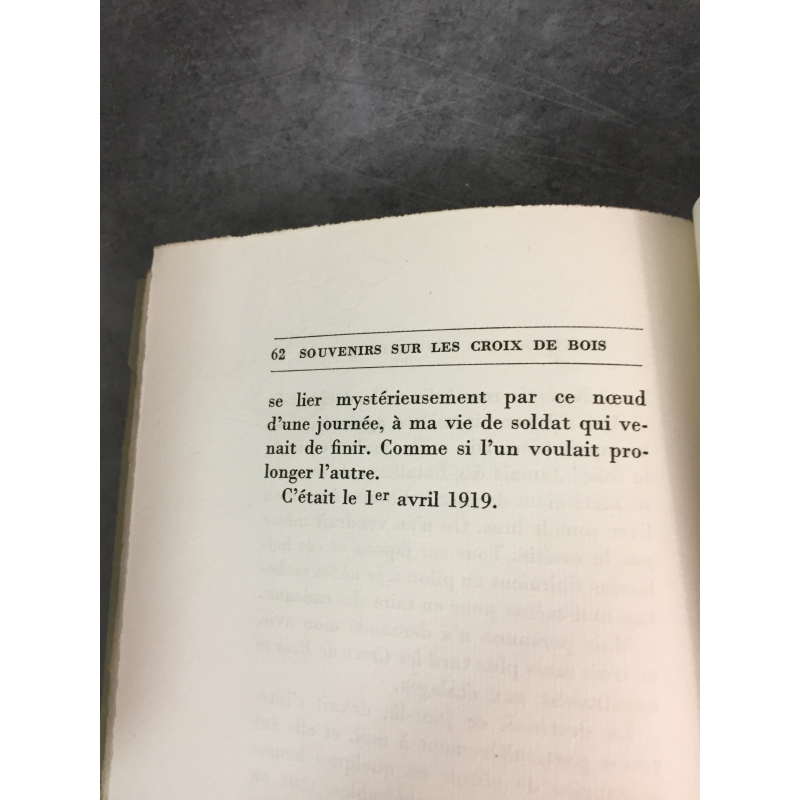 62 SOUVENIRS SUR LES CROIX DE BOIS
se lier mystérieusement par ce nœud
d'une journée, à ma vie de soldat qui ve-
nait de finir. Comme si l'un voulait pro-
longer l'autre.
C'était le 1er avril 1919.